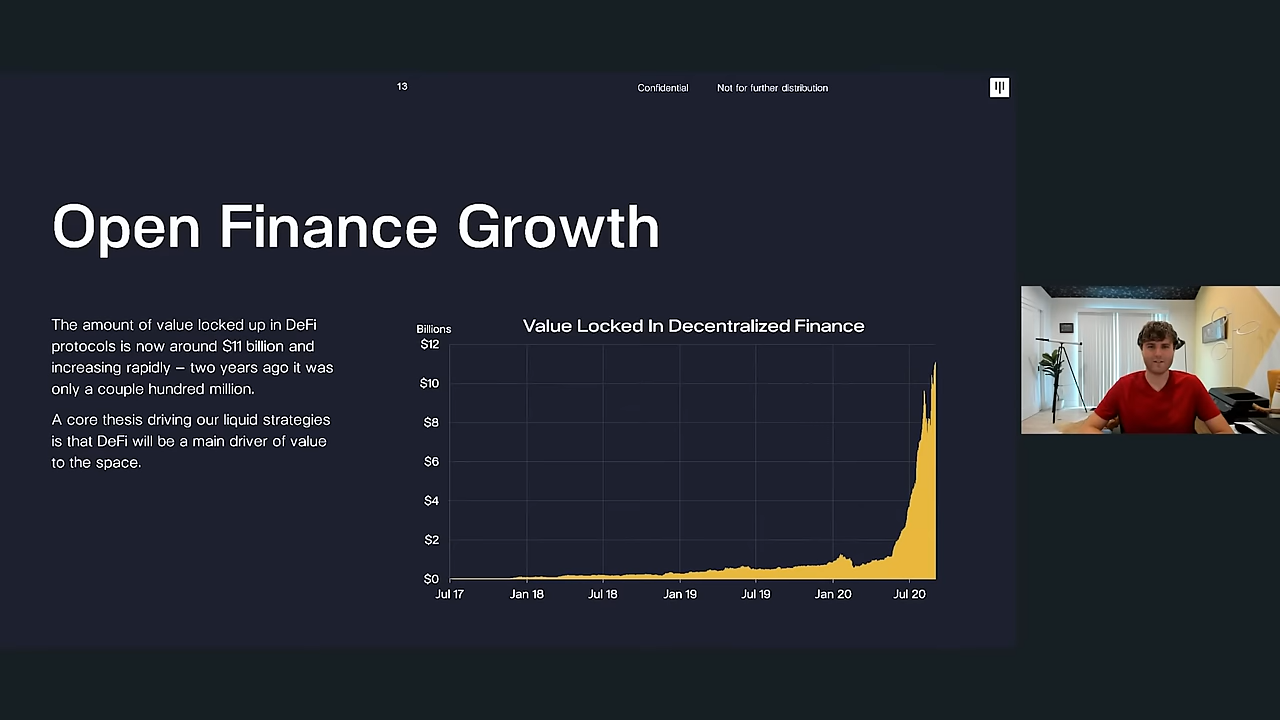 13
Confidential Not for further distribution
Open Finance Growth
The amount of value locked up in DeFi
protocols is now around $11 billion and
increasing rapidly – two years ago it was
only a couple hundred million.
A core thesis driving our liquid strategies
is that DeFi will be a main driver of value
to the space.
Value Locked In Decentralized Finance
Billions
$12
$10
$8
$6
$4
$2
$0
Jul 17 Jan 18 Jul 18 Jan 19 Jul 19 Jan 20 Jul 20